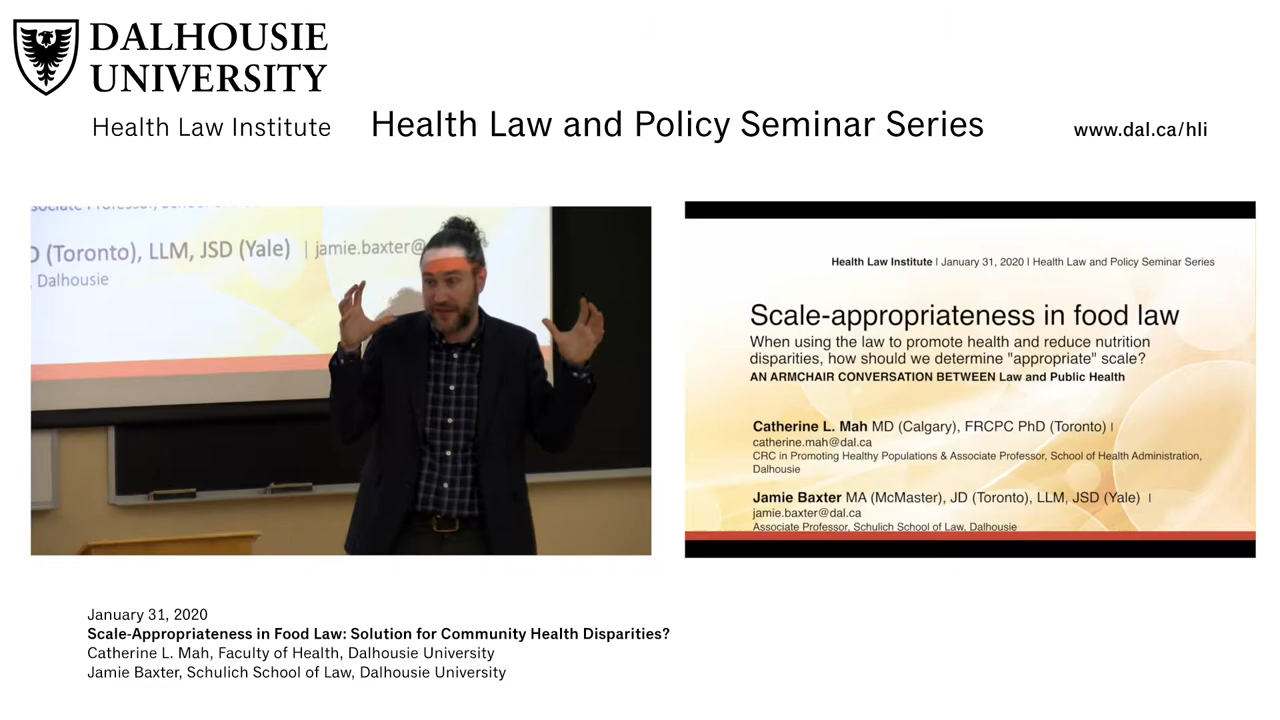 DALHOUSIE
UNIVERSITY
Health Law Institute
Health Law and Policy Seminar Series
www.dal.ca/hli
(Toronto), LLM, JSD (Yale) | jamie.baxter@
Dalhousie
Health Law Institute | January 31, 2020 | Health Law and Policy Seminar Series
Scale-appropriateness in food law
When using the law to promote health and reduce nutrition
disparities, how should we determine "appropriate" scale?
AN ARMCHAIR CONVERSATION BETWEEN Law and Public Health
Catherine L. Mah MD (Calgary), FRCPC PhD (Toronto) |
catherine.mah@dal.ca
CRC in Promoting Healthy Populations & Associate Professor, School of Health Administration,
Dalhousie
Jamie Baxter MA (McMaster), JD (Toronto), LLM, JSD (Yale) |
jamie.baxter@dal.ca
Associate Professor, Schulich School of Law, Dalhousie
January 31, 2020
Scale-Appropriateness in Food Law: Solution for Community Health Disparities?
Catherine L. Mah, Faculty of Health, Dalhousie University
Jamie Baxter, Schulich School of Law, Dalhousie University